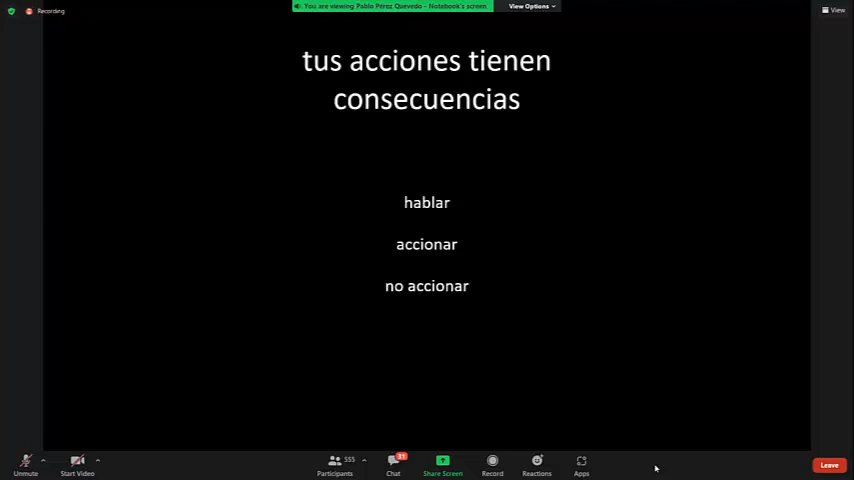 Recording
You are viewing Pablo Pérez Quevedo - Notebook's screen
View Options
View
tus acciones tienen
consecuencias
hablar
accionar
no accionar
Unmute
Start Video
555
Participants
31
Chat
Share Screen
Record
Reactions
Apps
Leave